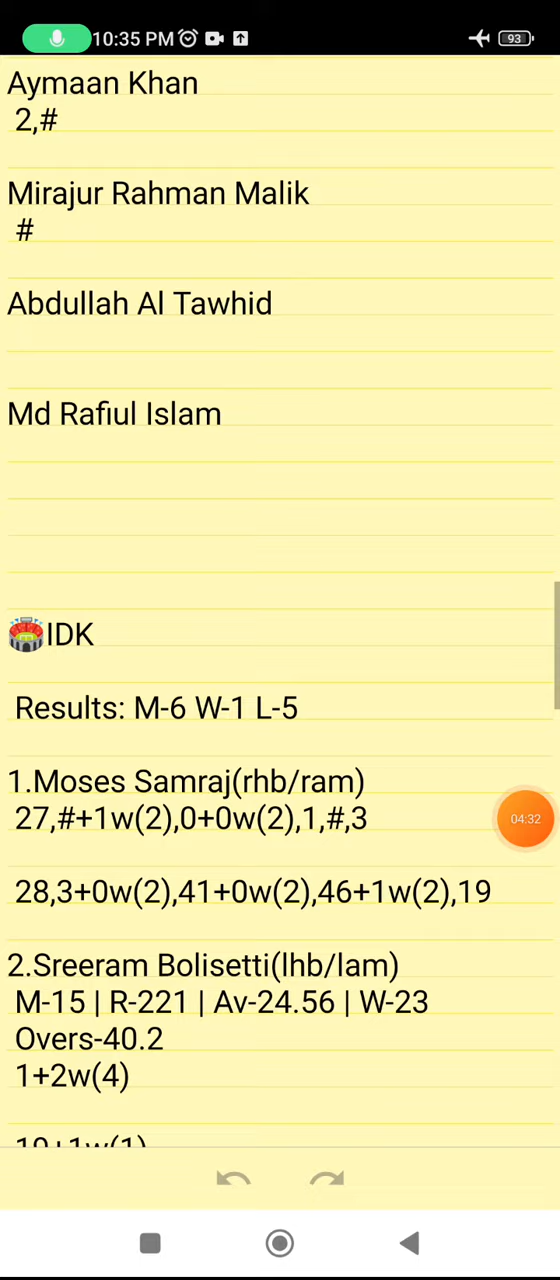 10:35 PM 93
Aymaan Khan
2,#
Mirajur Rahman Malik
#
Abdullah Al Tawhid
Md Rafiul Islam
🏟️IDK
Results: M-6 W-1 L-5
1.Moses Samraj(rhb/ram)
27,#+1w(2),0+0w(2),1,#,3
04:32
28,3+0w(2),41+0w(2),46+1w(2),19
2.Sreeram Bolisetti(lhb/lam)
M-15 | R-221 | Av-24.56 | W-23
Overs-40.2
1+2w(4)
19+1w(1)